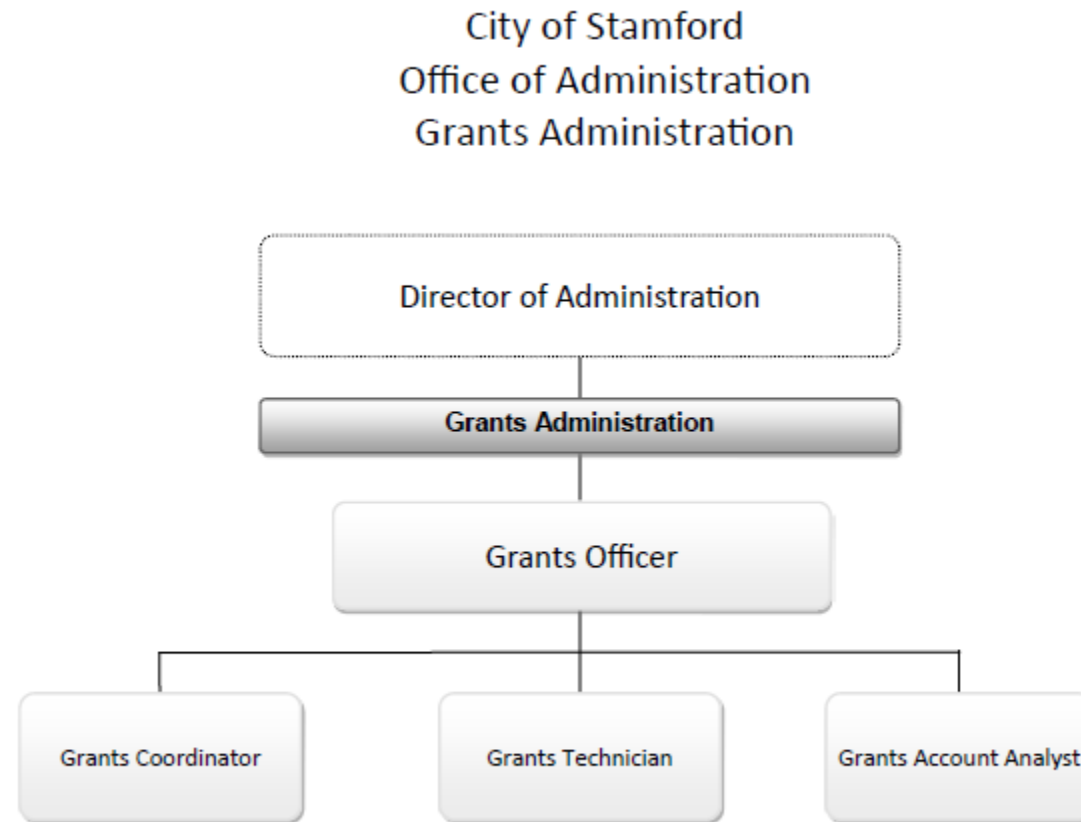 City of Stamford
Office of Administration
Grants Administration
Director of Administration
Grants Administration
Grants Officer
Grants Coordinator
Grants Technician
Grants Account Analyst